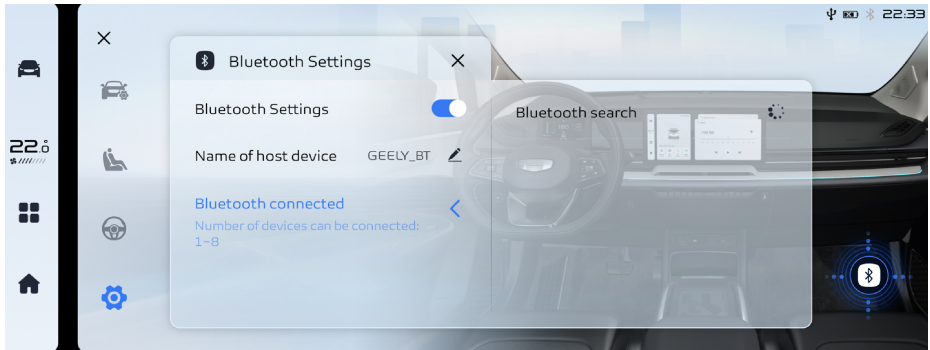 22:33
Bluetooth Settings
Bluetooth Settings
Name of host device GEELY_BT
Bluetooth connected
Number of devices can be connected:
1~8
Bluetooth search
22.0